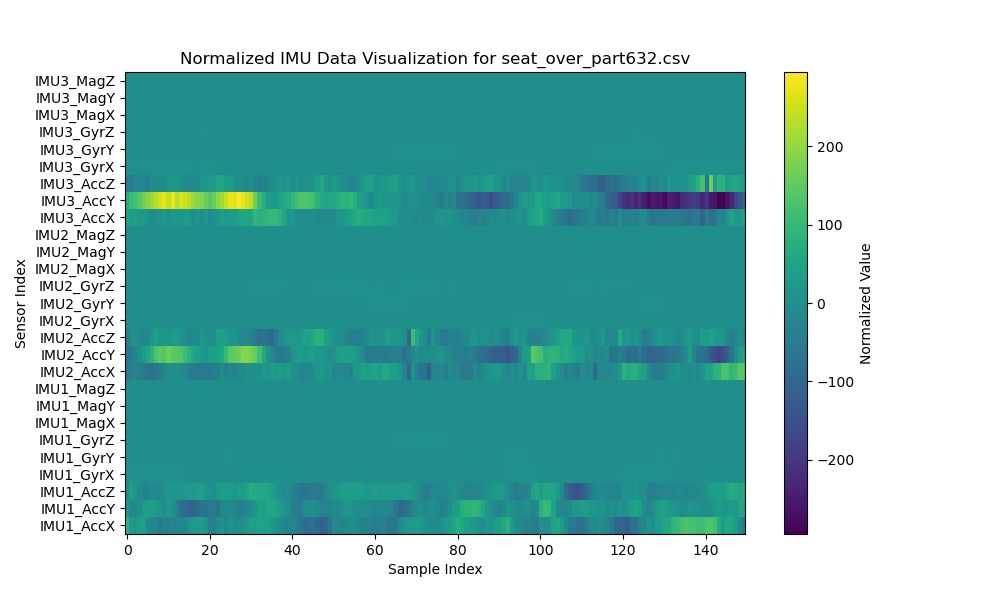 Normalized IMU Data Visualization for seat_over_part632.csv
IMU3_MagZ
IMU3_MagY
IMU3_MagX
IMU3_GyrZ
IMU3_GyrY
IMU3_GyrX
IMU3_AccZ
IMU3_AccY
IMU3_AccX
IMU2_MagZ
IMU2_MagY
IMU2_MagX
IMU2_GyrZ
IMU2_GyrY
IMU2_GyrX
IMU2_AccZ
IMU2_AccY
IMU2_AccX
IMU1_MagZ
IMU1_MagY
IMU1_MagX
IMU1_GyrZ
IMU1_GyrY
IMU1_GyrX
IMU1_AccZ
IMU1_AccY
IMU1_AccX
Sensor Index
0 20 40 60 80 100 120 140
Sample Index
200
100
0
−100
−200
Normalized Value